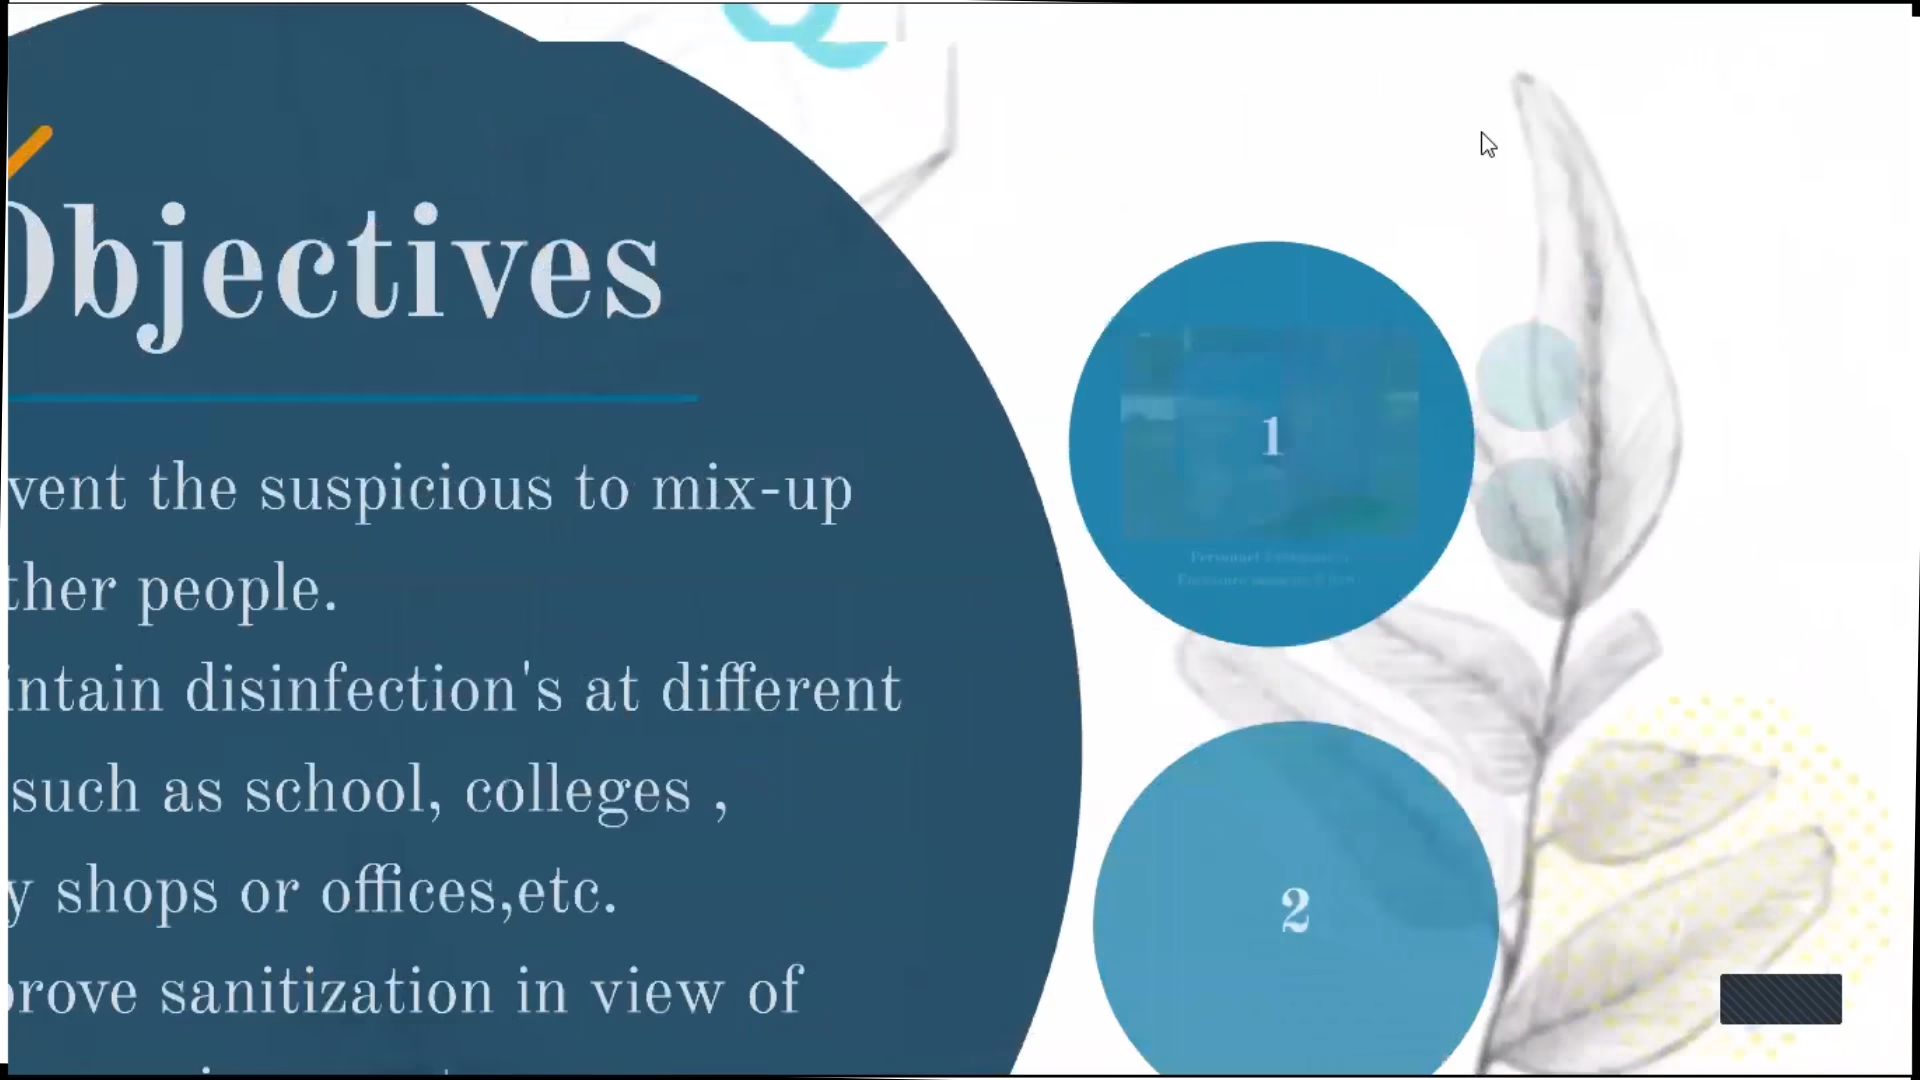 Objectives
vent the suspicious to mix-up
ther people.
intain disinfection's at different
such as school, colleges ,
y shops or offices,etc.
prove sanitization in view of
1
2